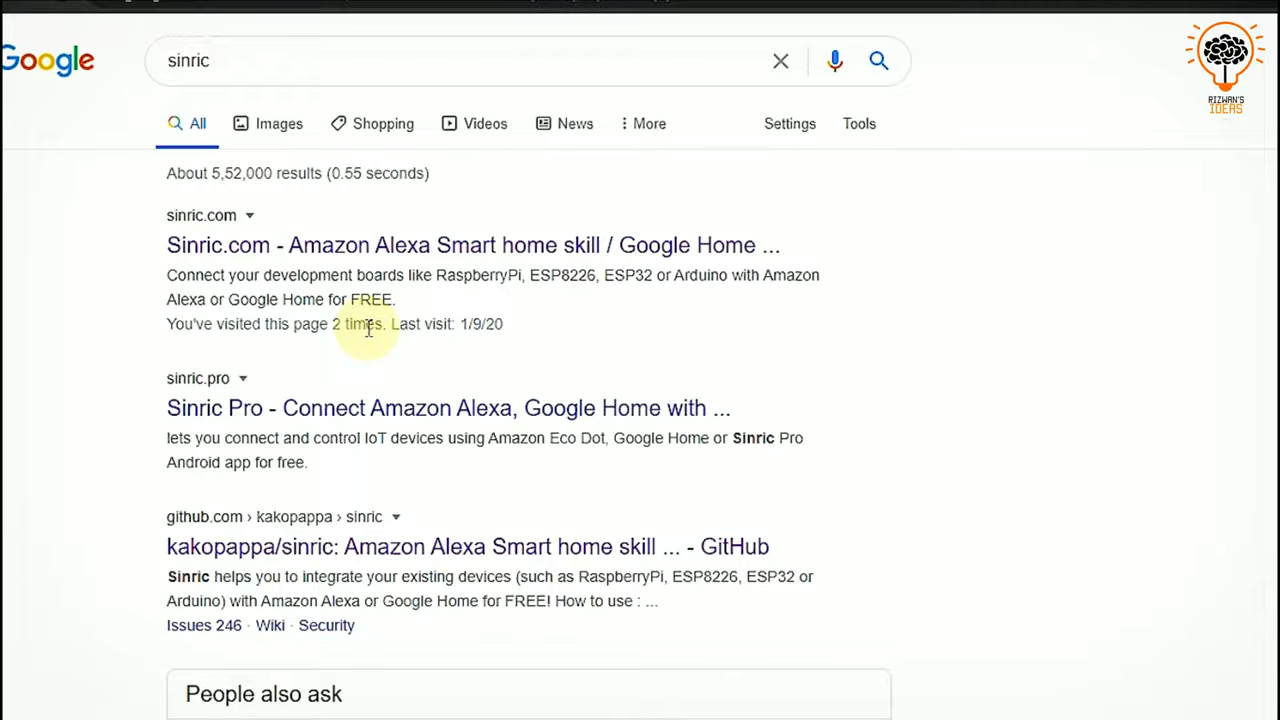 Google
sinric
RIZWAN'S
IDEAS
All
Images
Shopping
Videos
News
More
Settings
Tools
About 5,52,000 results (0.55 seconds)
sinric.com
Sinric.com - Amazon Alexa Smart home skill / Google Home ...
Connect your development boards like RaspberryPi, ESP8226, ESP32 or Arduino with Amazon
Alexa or Google Home for FREE.
You've visited this page 2 times. Last visit: 1/9/20
sinric.pro
Sinric Pro - Connect Amazon Alexa, Google Home with ...
lets you connect and control IoT devices using Amazon Eco Dot, Google Home or Sinric Pro
Android app for free.
github.com › kakopappa › sinric
kakopappa/sinric: Amazon Alexa Smart home skill ... - GitHub
Sinric helps you to integrate your existing devices (such as RaspberryPi, ESP8226, ESP32 or
Arduino) with Amazon Alexa or Google Home for FREE! How to use : ...
Issues 246 · Wiki · Security
People also ask